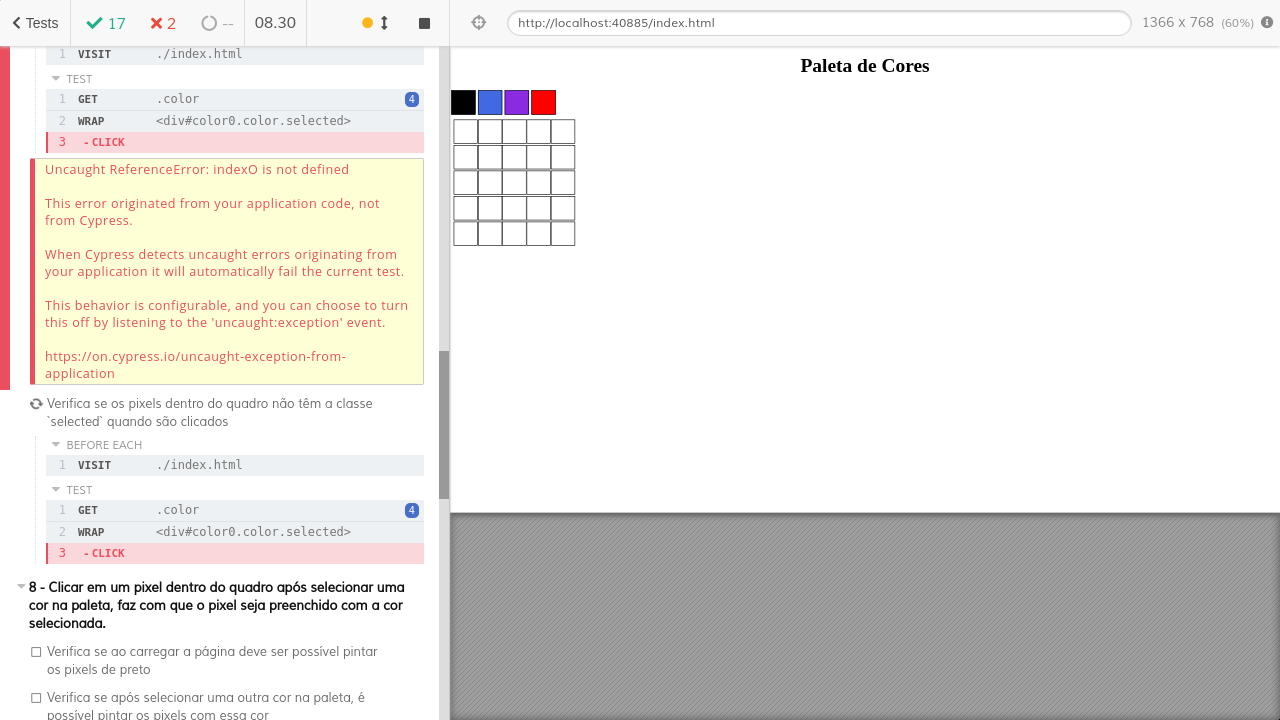 Tests
17
2
--
08.30
http://localhost:40885/index.html
1366 x 768 (60%)
1 VISIT ./index.html
TEST
1 GET .color 4
2 WRAP <div#color0.color.selected>
3 - CLICK
Uncaught ReferenceError: indexO is not defined
This error originated from your application code, not
from Cypress.
When Cypress detects uncaught errors originating from
your application it will automatically fail the current test.
This behavior is configurable, and you can choose to turn
this off by listening to the 'uncaught:exception' event.
https://on.cypress.io/uncaught-exception-from-
application
Verifica se os pixels dentro do quadro não têm a classe
`selected` quando são clicados
BEFORE EACH
1 VISIT ./index.html
TEST
1 GET .color 4
2 WRAP <div#color0.color.selected>
3 - CLICK
8 - Clicar em um pixel dentro do quadro após selecionar uma
cor na paleta, faz com que o pixel seja preenchido com a cor
selecionada.
Verifica se ao carregar a página deve ser possível pintar
os pixels de preto
Verifica se após selecionar uma outra cor na paleta, é
possível pintar os pixels com essa cor
Paleta de Cores